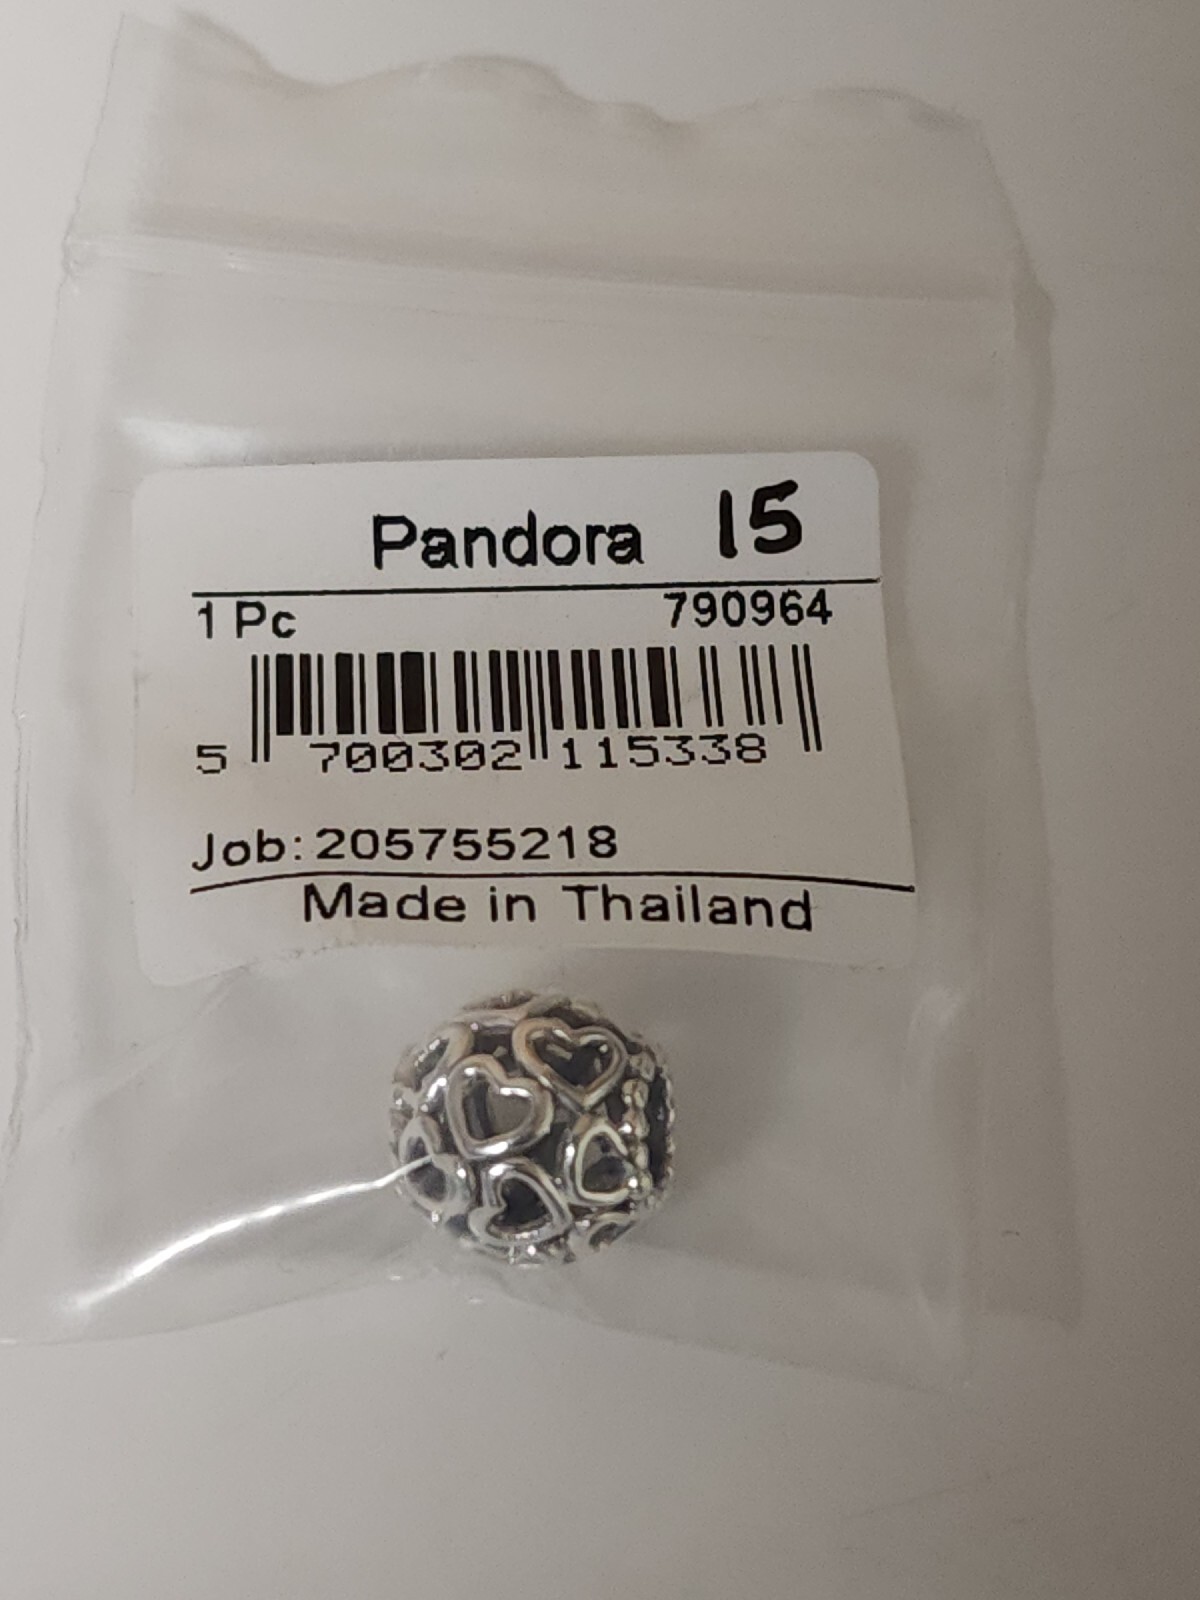 Pandora 15
1 Pc 790964
5 700302 115338
Job: 205755218
Made in Thailand